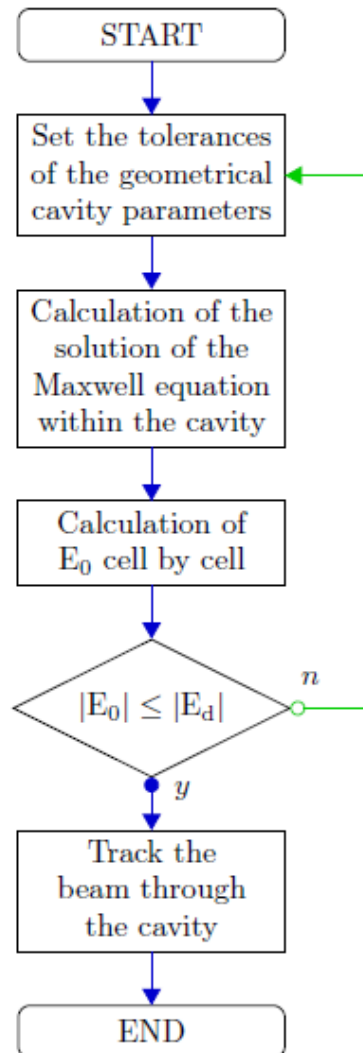 START
Set the tolerances
of the geometrical
cavity parameters
Calculation of the
solution of the
Maxwell equation
within the cavity
Calculation of
E₀ cell by cell
|E₀| ≤ |E_d|
n
y
Track the
beam through
the cavity
END